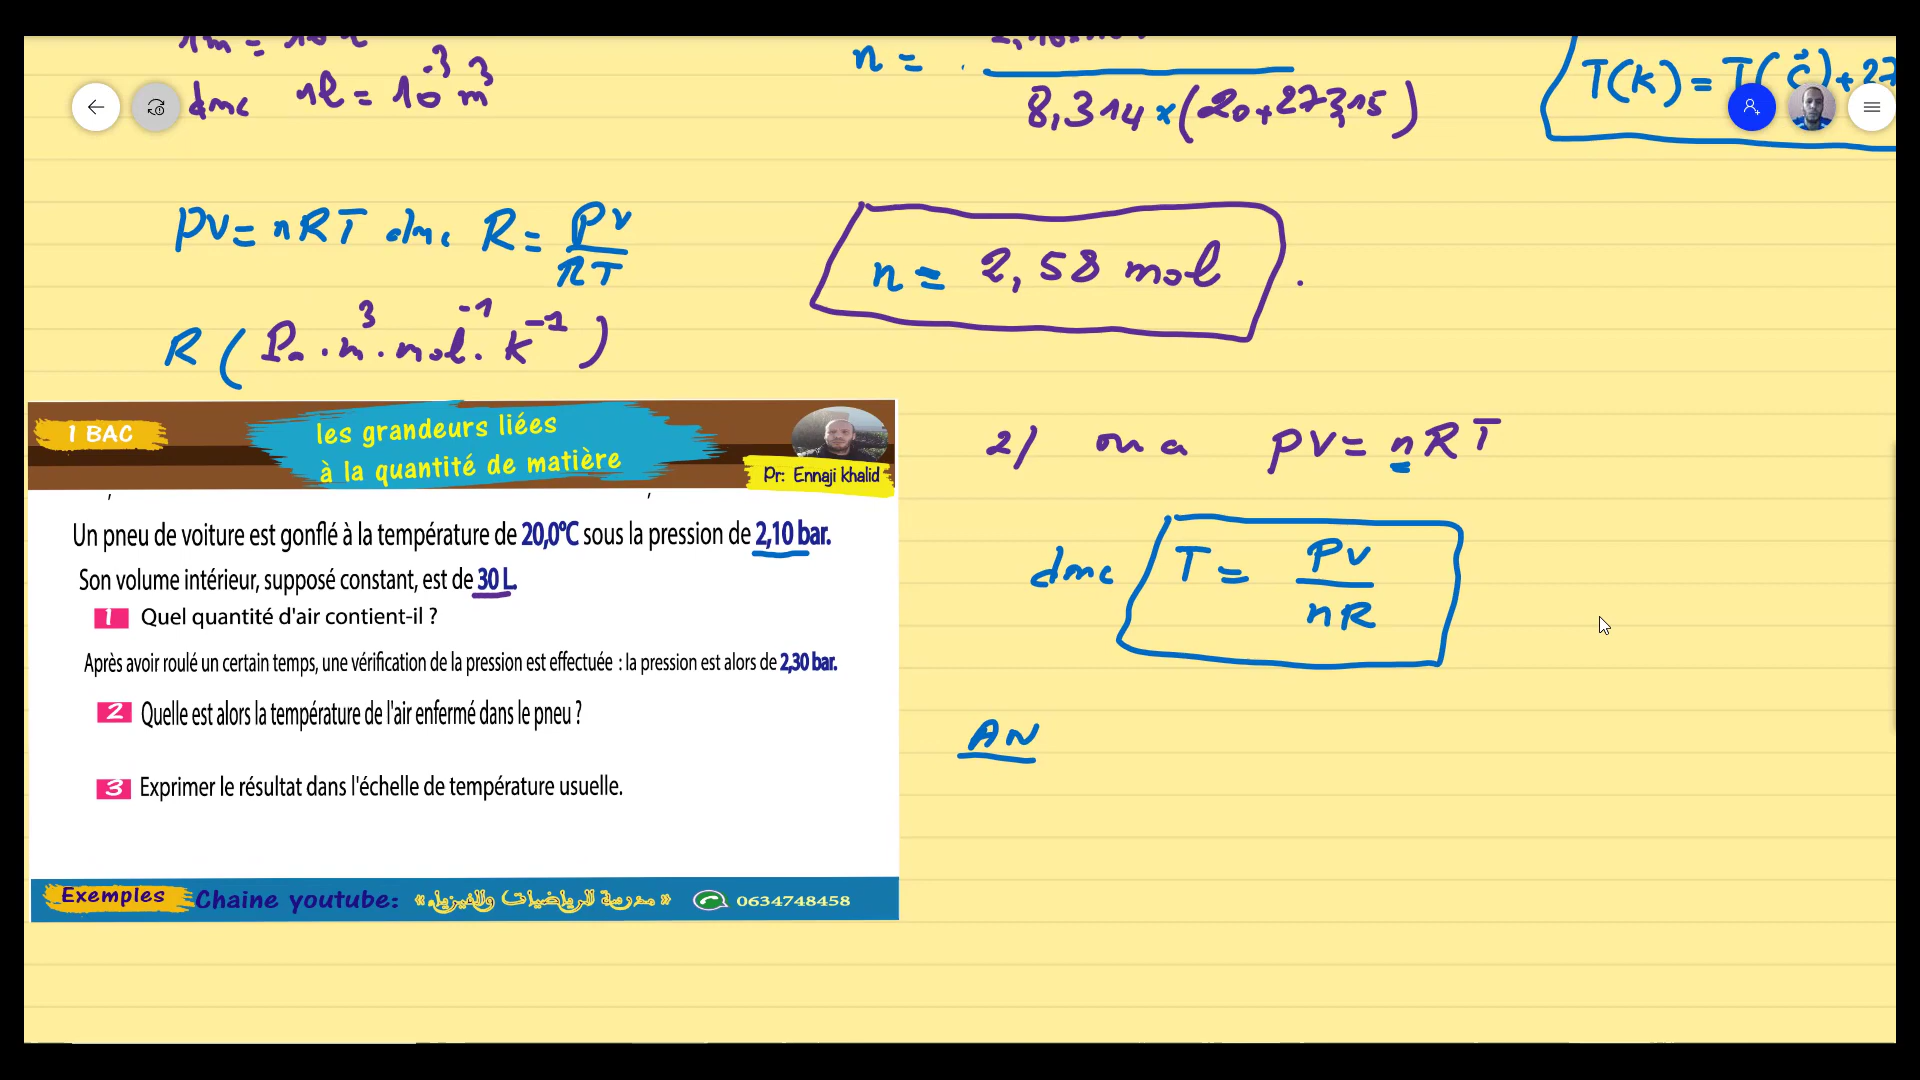 dmc 1l = 10⁻³ m³
n =
8,314 × (20+273,15)
T(K) = T(°C) + 27
PV = nRT dmc R = PV / nT
n = 2,58 mol .
R ( Pa . m³ . mol⁻¹ . k⁻¹ )
1 BAC
les grandeurs liées
à la quantité de matière
Pr: Ennaji khalid
Un pneu de voiture est gonflé à la température de 20,0°C sous la pression de 2,10 bar.
Son volume intérieur, supposé constant, est de 30 L.
1 Quel quantité d'air contient-il ?
Après avoir roulé un certain temps, une vérification de la pression est effectuée : la pression est alors de 2,30 bar.
2 Quelle est alors la température de l'air enfermé dans le pneu ?
3 Exprimer le résultat dans l'échelle de température usuelle.
Exemples Chaine youtube: « مدرسة الرياضيات والفيزياء » 0634748458
2) on a PV = nRT
dmc T = PV / nR
AN